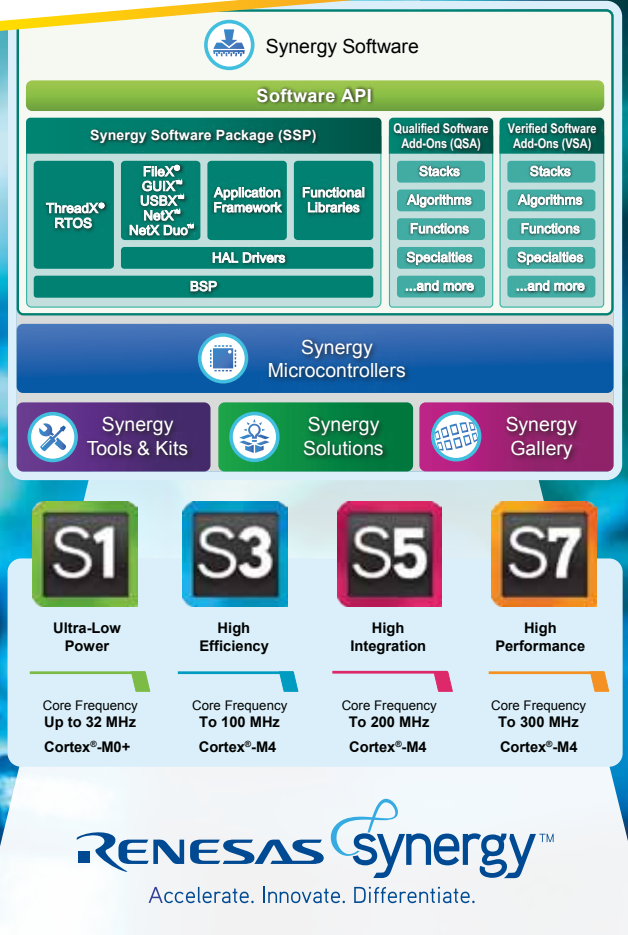 Synergy Software
Software API
Synergy Software Package (SSP)
ThreadX®
RTOS
FileX®
GUIX™
USBX™
NetX™
NetX Duo™
Application
Framework
Functional
Libraries
HAL Drivers
BSP
Qualified Software
Add-Ons (QSA)
Stacks
Algorithms
Functions
Specialties
...and more
Verified Software
Add-Ons (VSA)
Stacks
Algorithms
Functions
Specialties
...and more
Synergy
Microcontrollers
Synergy
Tools & Kits
Synergy
Solutions
Synergy
Gallery
S1
Ultra-Low
Power
Core Frequency
Up to 32 MHz
Cortex®-M0+
S3
High
Efficiency
Core Frequency
To 100 MHz
Cortex®-M4
S5
High
Integration
Core Frequency
To 200 MHz
Cortex®-M4
S7
High
Performance
Core Frequency
To 300 MHz
Cortex®-M4
RENESAS synergy™
Accelerate. Innovate. Differentiate.